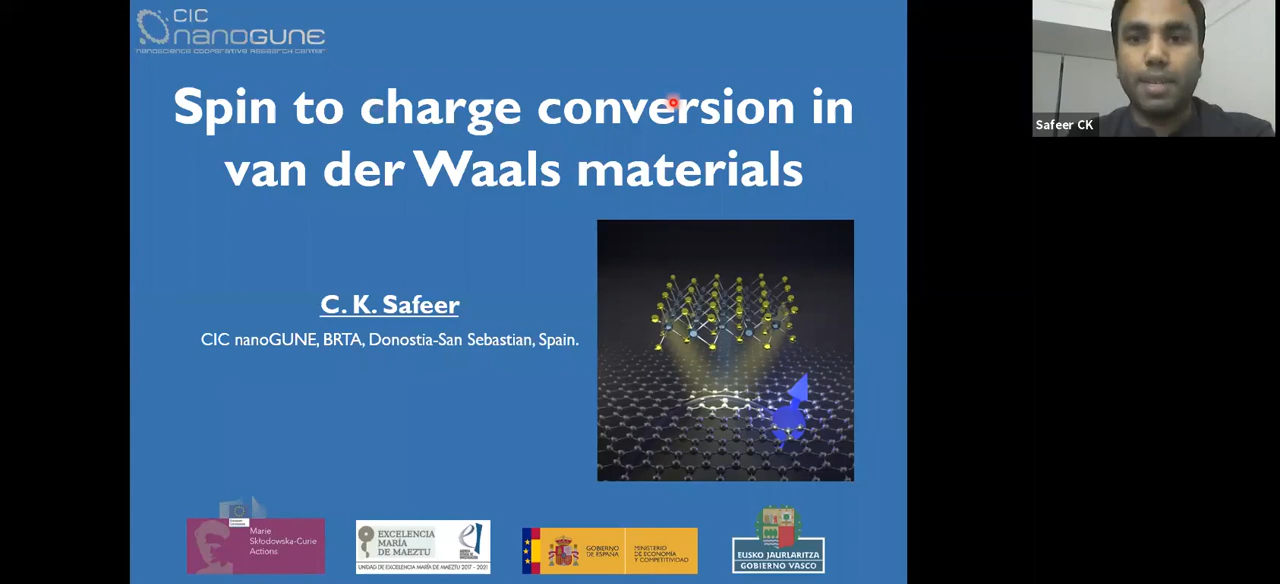 CIC
nanoGUNE
nanoscience cooperative research center
Spin to charge conversion in
van der Waals materials
C. K. Safeer
CIC nanoGUNE, BRTA, Donostia-San Sebastian, Spain.
Safeer CK
Marie
Skłodowska-Curie
Actions
EXCELENCIA
MARÍA
DE MAEZTU
UNIDAD DE EXCELENCIA MARÍA DE MAEZTU 2017 - 2021
GOBIERNO
DE ESPAÑA
MINISTERIO
DE ECONOMÍA
Y COMPETITIVIDAD
EUSKO JAURLARITZA
GOBIERNO VASCO